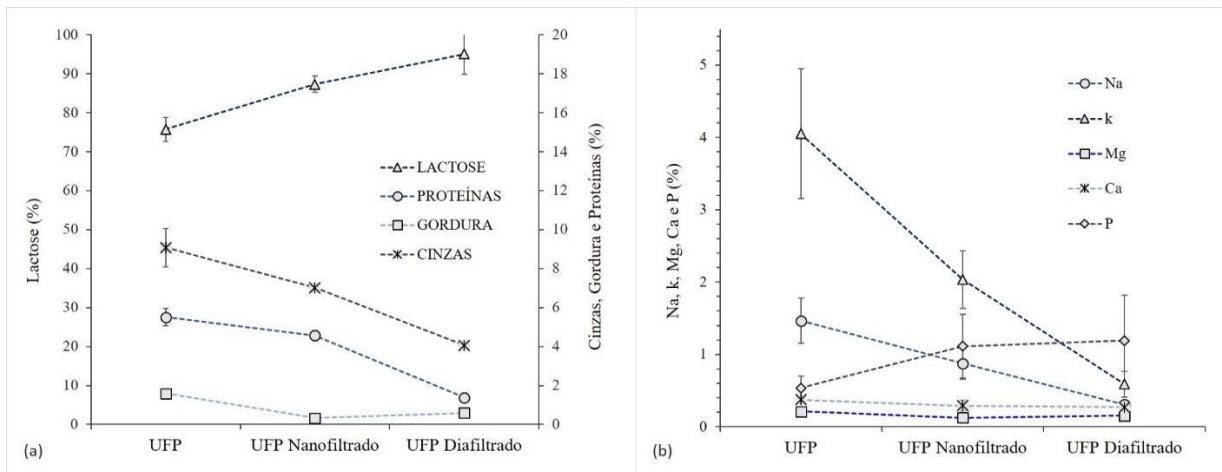 100
90
80
70
60
50
40
30
20
10
0
Lactose (%)
20
18
16
14
12
10
8
6
4
2
0
Cinzas, Gordura e Proteínas (%)
LACTOSE
PROTEÍNAS
GORDURA
CINZAS
UFP
UFP Nanofiltrado
UFP Diafiltrado
(a)
5
4
3
2
1
0
Na, k, Mg, Ca e P (%)
Na
k
Mg
Ca
P
UFP
UFP Nanofiltrado
UFP Diafiltrado
(b)